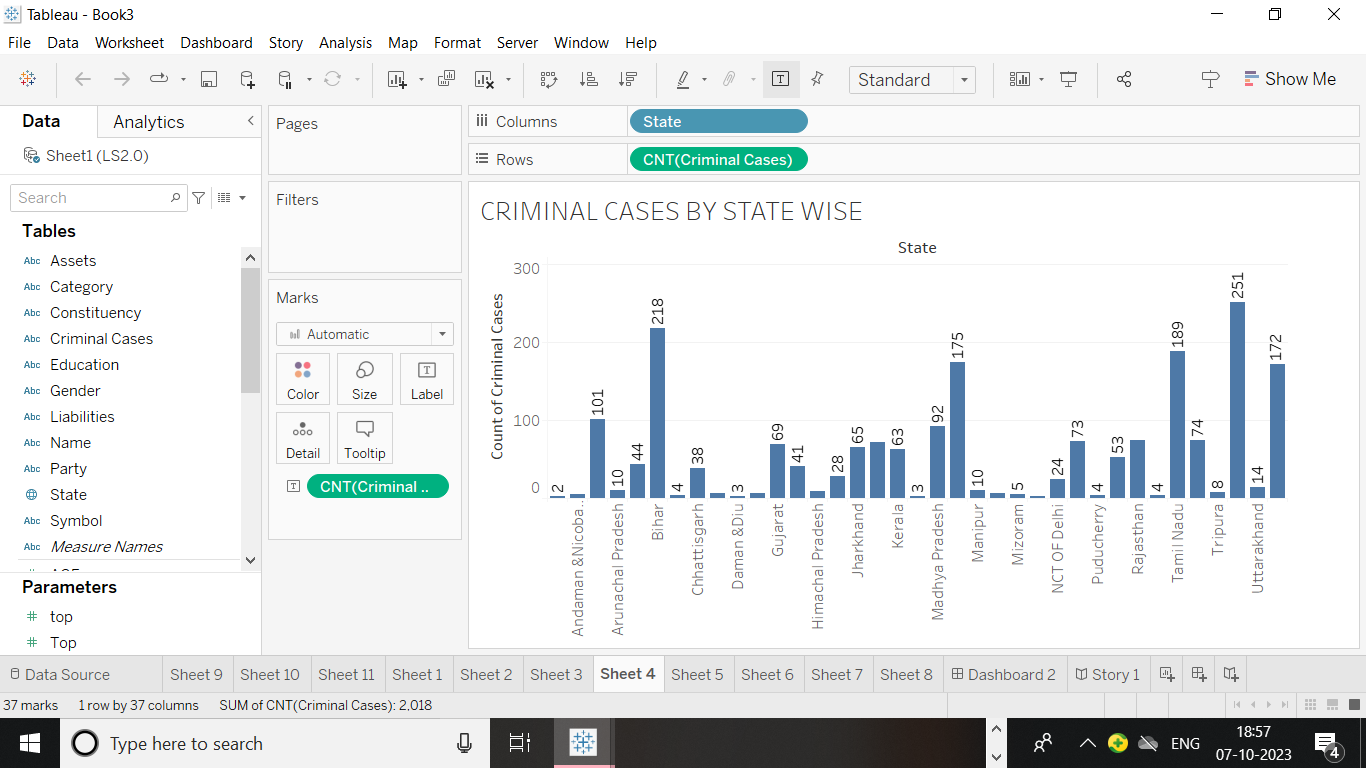 Tableau - Book3
File Data Worksheet Dashboard Story Analysis Map Format Server Window Help
Standard
Show Me
Data Analytics
Sheet1 (LS2.0)
Search
Tables
Abc Assets
Abc Category
Abc Constituency
Abc Criminal Cases
Abc Education
Abc Gender
Abc Liabilities
Abc Name
Abc Party
State
Abc Symbol
Abc Measure Names
Parameters
# top
# Top
Pages
Filters
Marks
Automatic
Color Size Label
Detail Tooltip
CNT(Criminal ..
Columns State
Rows CNT(Criminal Cases)
CRIMINAL CASES BY STATE WISE
State
Count of Criminal Cases
300
200
100
0
2 101 10 44 218 4 38 3 69 41 28 65 63 3 92 175 10 5 24 73 4 53 4 189 74 8 251 14 172
Andaman &Nicoba..
Arunachal Pradesh
Bihar
Chhattisgarh
Daman &Diu
Gujarat
Himachal Pradesh
Jharkhand
Kerala
Madhya Pradesh
Manipur
Mizoram
NCT OF Delhi
Puducherry
Rajasthan
Tamil Nadu
Tripura
Uttarakhand
Data Source Sheet 9 Sheet 10 Sheet 11 Sheet 1 Sheet 2 Sheet 3 Sheet 4 Sheet 5 Sheet 6 Sheet 7 Sheet 8 Dashboard 2 Story 1
37 marks 1 row by 37 columns SUM of CNT(Criminal Cases): 2,018
Type here to search
ENG
18:57
07-10-2023
4